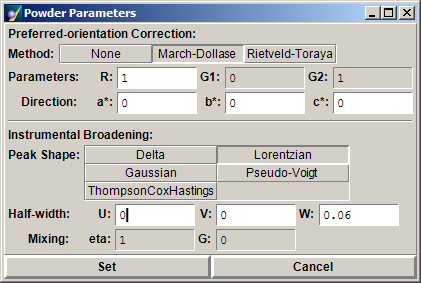 Powder Parameters
Preferred-orientation Correction:
Method: None March-Dollase Rietveld-Toraya
Parameters: R: 1 G1: 0 G2: 1
Direction: a*: 0 b*: 0 c*: 0
Instrumental Broadening:
Peak Shape: Delta Lorentzian
Gaussian Pseudo-Voigt
ThompsonCoxHastings
Half-width: U: 0 V: 0 W: 0.06
Mixing: eta: 1 G: 0
Set Cancel